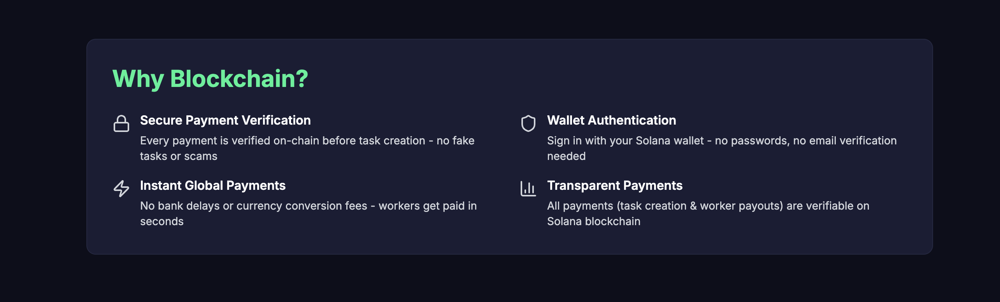 Why Blockchain?
Secure Payment Verification
Every payment is verified on-chain before task creation - no fake
tasks or scams
Wallet Authentication
Sign in with your Solana wallet - no passwords, no email verification
needed
Instant Global Payments
No bank delays or currency conversion fees - workers get paid in
seconds
Transparent Payments
All payments (task creation & worker payouts) are verifiable on
Solana blockchain